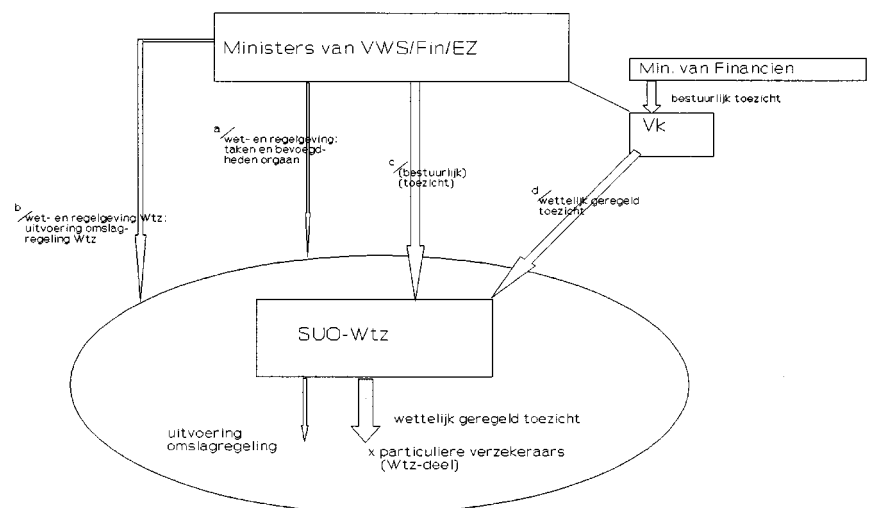 Ministers van VWS/Fin/EZ
Min. van Financien
bestuurlijk toezicht
Vk
a/
wet- en regelgeving:
taken en bevoegd-
heden orgaan
c/
(bestuurlijk)
(toezicht)
d/
wettelijk geregeld
toezicht
b/
wet- en regelgeving Wtz:
uitvoering omslag-
regeling Wtz
SUO-Wtz
uitvoering
omslagregeling
wettelijk geregeld toezicht
x particuliere verzekeraars
(Wtz-deel)